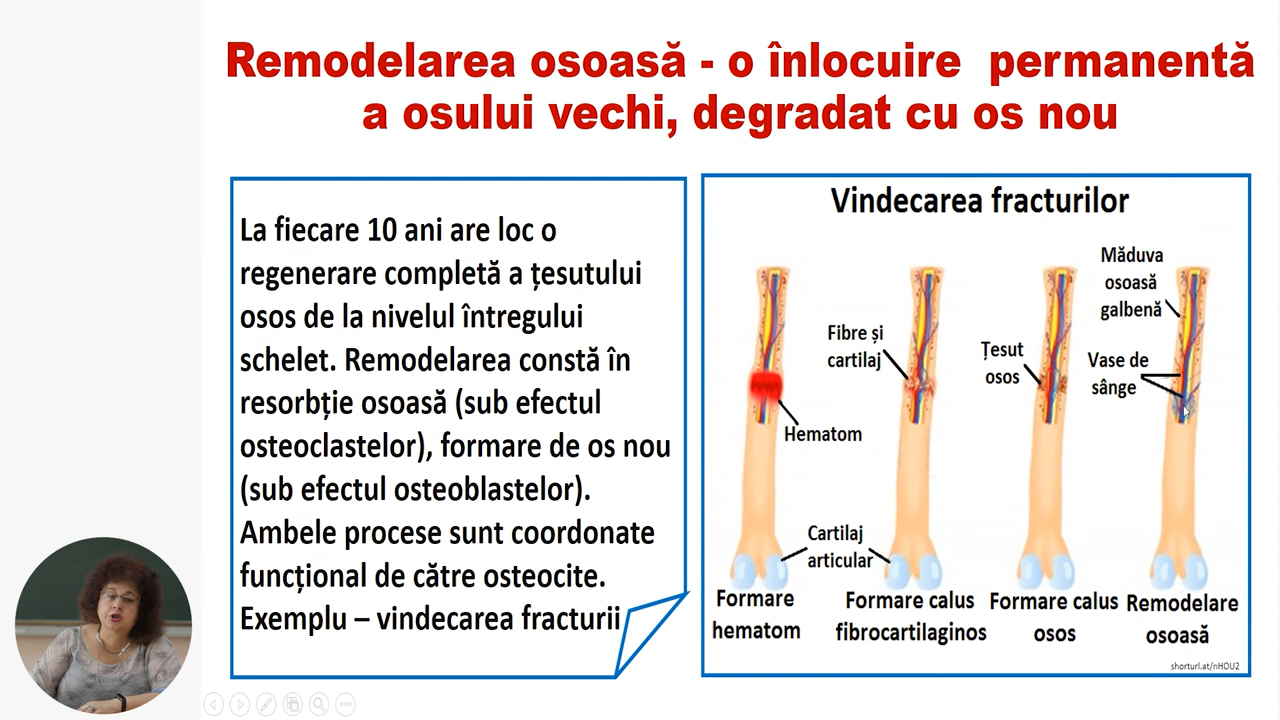 Remodelarea osoasă - o înlocuire permanentă
a osului vechi, degradat cu os nou
La fiecare 10 ani are loc o
regenerare completă a țesutului
osos de la nivelul întregului
schelet. Remodelarea constă în
resorbție osoasă (sub efectul
osteoclastelor), formare de os nou
(sub efectul osteoblastelor).
Ambele procese sunt coordonate
funcțional de către osteocite.
Exemplu – vindecarea fracturii
Vindecarea fracturilor
Măduva
osoasă
galbenă
Fibre și
cartilaj
Țesut
osos
Vase de
sânge
Hematom
Cartilaj
articular
Formare
hematom
Formare calus
fibrocartilaginos
Formare calus
osos
Remodelare
osoasă
shorturl.at/nHOU2